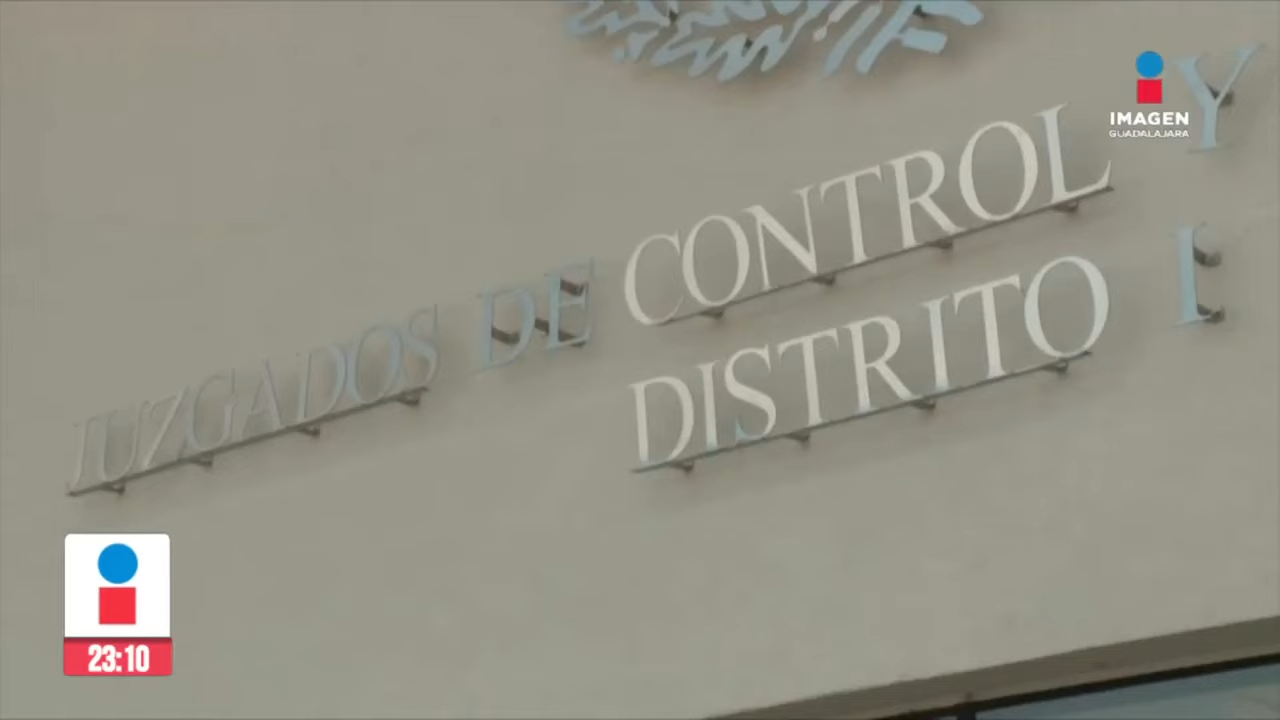 JUZGADOS DE CONTROL Y
DISTRITO I
IMAGEN
GUADALAJARA
23:10